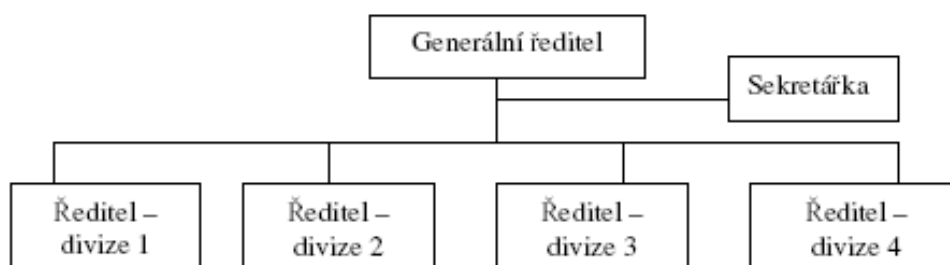 Generální ředitel
Sekretářka
Ředitel –
divize 1
Ředitel –
divize 2
Ředitel –
divize 3
Ředitel –
divize 4